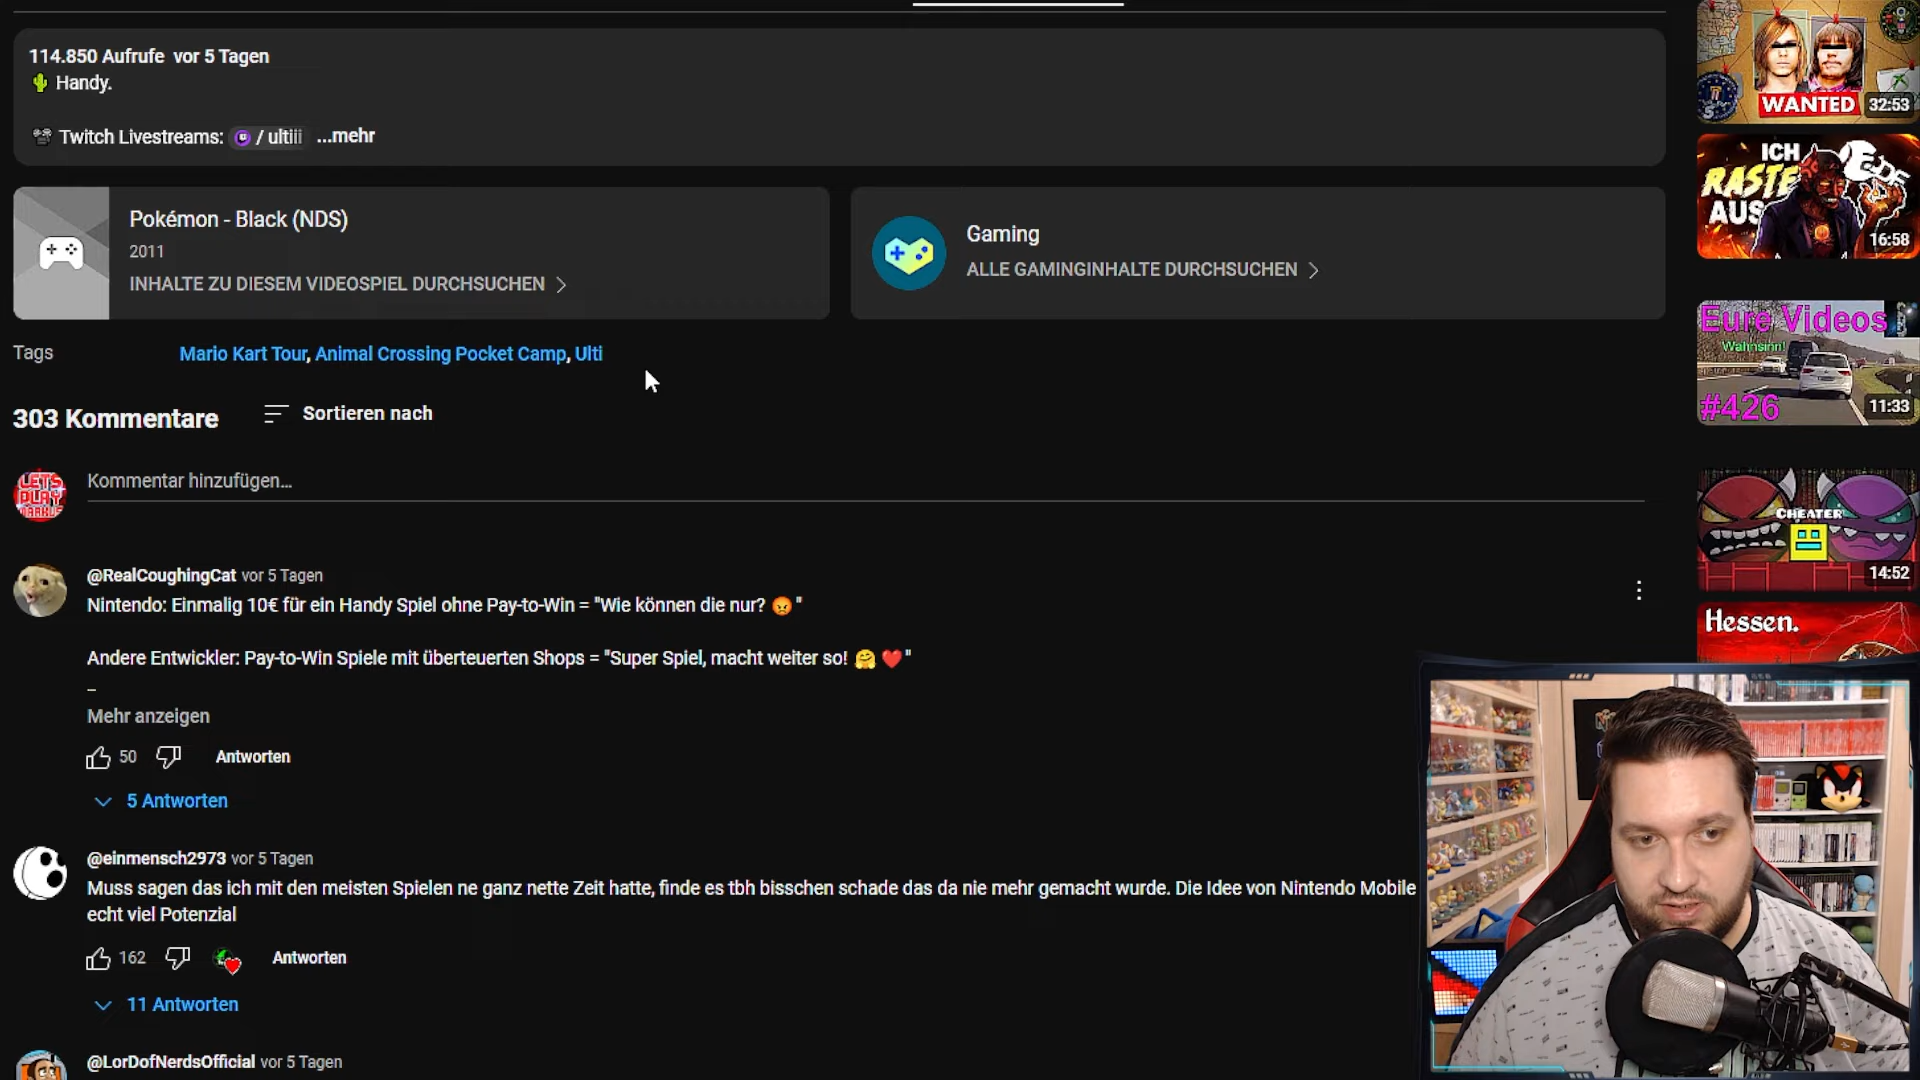 114.850 Aufrufe vor 5 Tagen
🌵 Handy.
Twitch Livestreams: / ultiii ...mehr
Pokémon - Black (NDS)
2011
INHALTE ZU DIESEM VIDEOSPIEL DURCHSUCHEN
Gaming
ALLE GAMINGINHALTE DURCHSUCHEN
Tags
Mario Kart Tour, Animal Crossing Pocket Camp, Ulti
303 Kommentare
Sortieren nach
LETS
PLAY
MARKUS
Kommentar hinzufügen...
@RealCoughingCat vor 5 Tagen
Nintendo: Einmalig 10€ für ein Handy Spiel ohne Pay-to-Win = "Wie können die nur? 😡 "
Andere Entwickler: Pay-to-Win Spiele mit überteuerten Shops = "Super Spiel, macht weiter so! 🤗 ❤️ "
–
Mehr anzeigen
50
Antworten
5 Antworten
@einmensch2973 vor 5 Tagen
Muss sagen das ich mit den meisten Spielen ne ganz nette Zeit hatte, finde es tbh bisschen schade das da nie mehr gemacht wurde. Die Idee von Nintendo Mobile
echt viel Potenzial
162
Antworten
11 Antworten
@LorDofNerdsOfficial vor 5 Tagen
WANTED
32:53
ICH
RASTE
AUS
16:58
Eure Videos
Wahnsinn!
#426
11:33
CHEATER
14:52
Hessen.